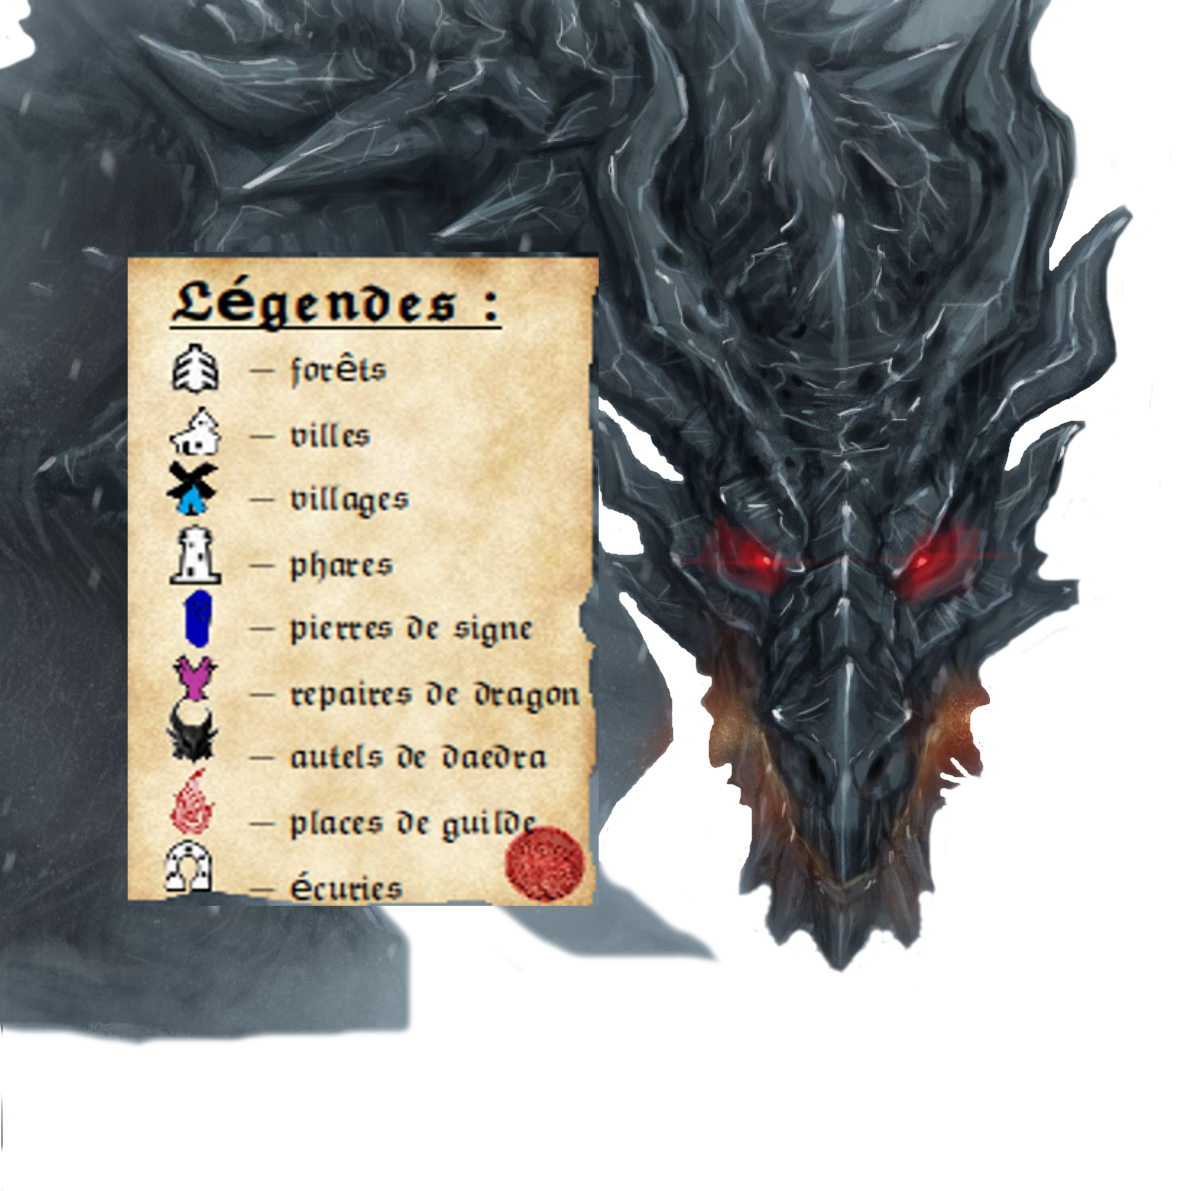 Légendes :
– forêts
– villes
– villages
– phares
– pierres de signe
– repaires de dragon
– autels de daedra
– places de guilde
– écuries